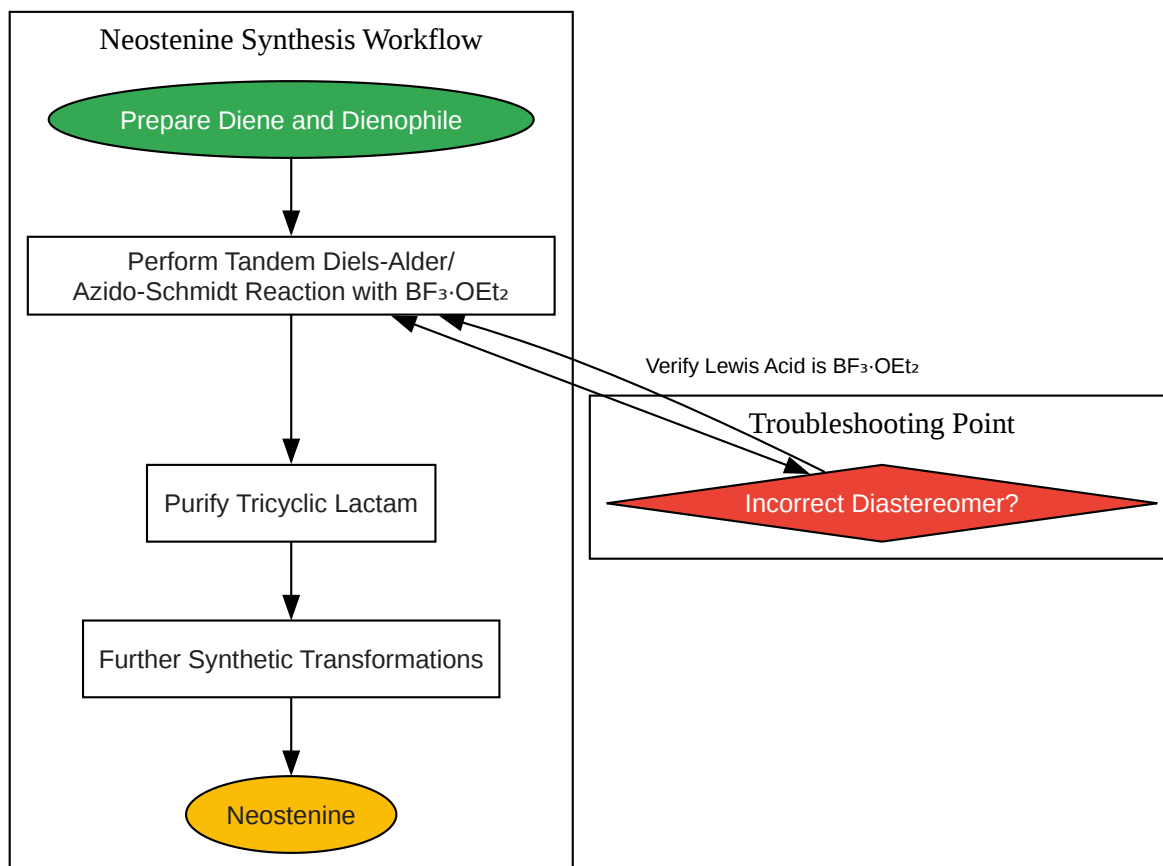 Neostenine Synthesis Workflow
Prepare Diene and Dienophile
Perform Tandem Diels-Alder/
Azido-Schmidt Reaction with BF₃·OEt₂
Verify Lewis Acid is BF₃·OEt₂
Troubleshooting Point
Incorrect Diastereomer?
Purify Tricyclic Lactam
Further Synthetic Transformations
Neostenine